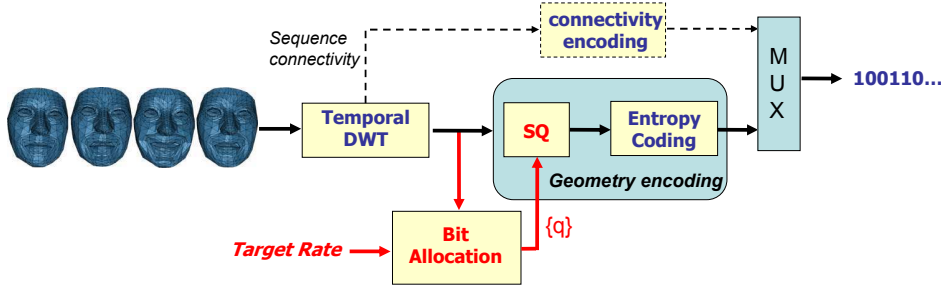 connectivity
encoding
Sequence
connectivity
M
U
X
100110...
Temporal
DWT
SQ
Entropy
Coding
Geometry encoding
{q}
Bit
Allocation
Target Rate